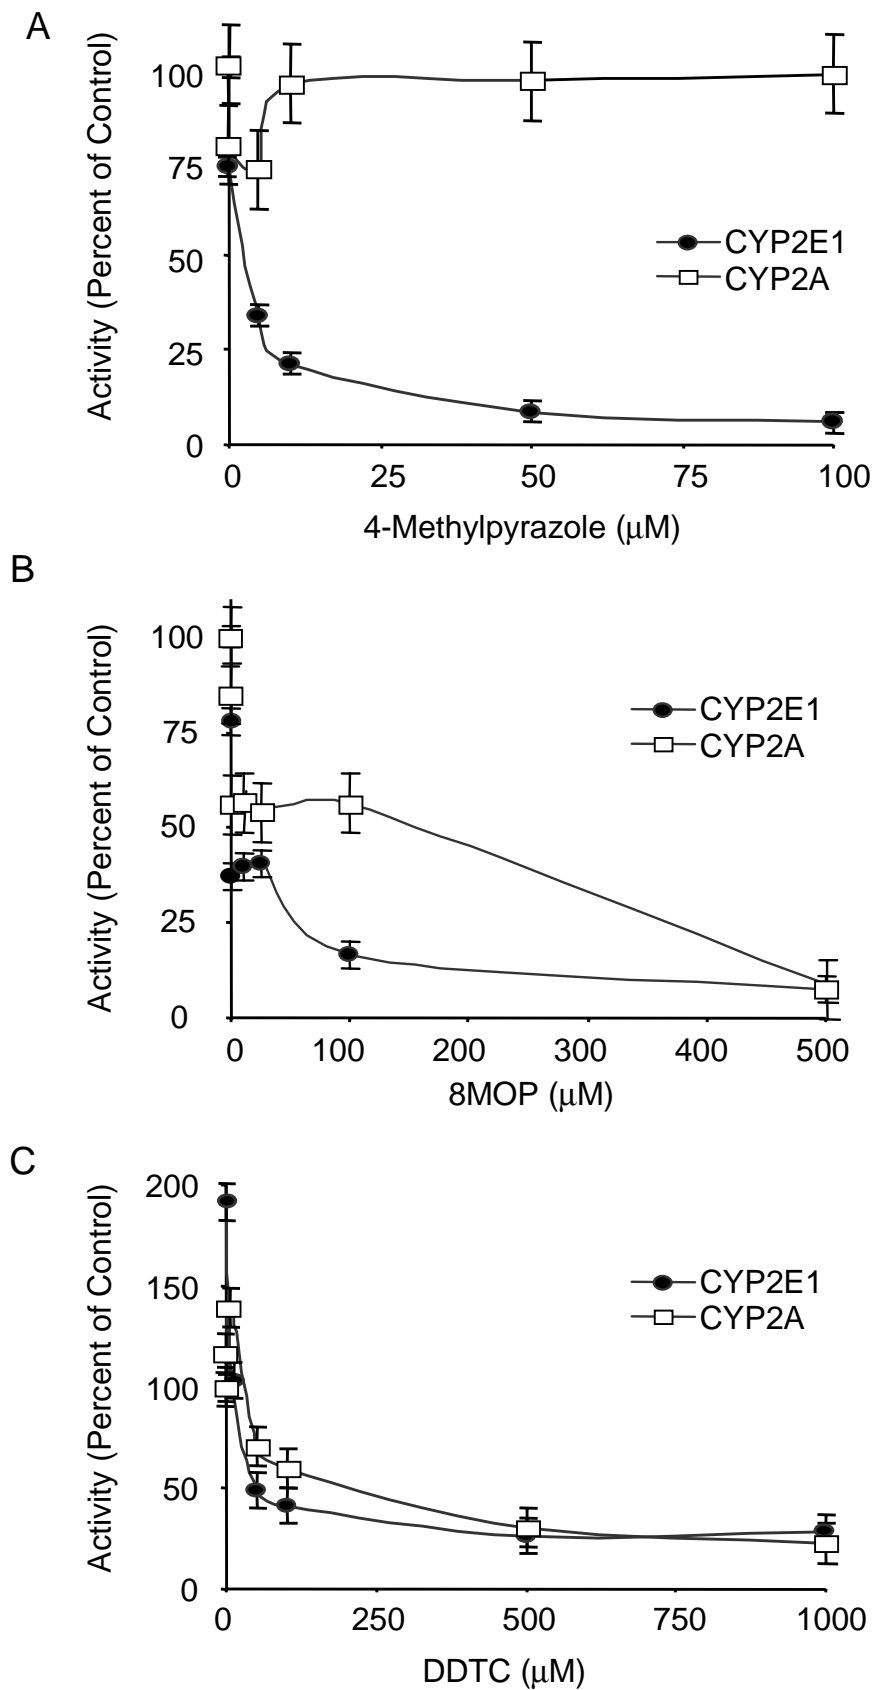 A
Activity (Percent of Control)
100
75
50
25
0
CYP2E1
CYP2A
0 25 50 75 100
4-Methylpyrazole (μM)
B
Activity (Percent of Control)
100
75
50
25
0
CYP2E1
CYP2A
0 100 200 300 400 500
8MOP (μM)
C
Activity (Percent of Control)
200
150
100
50
0
CYP2E1
CYP2A
0 250 500 750 1000
DDTC (μM)